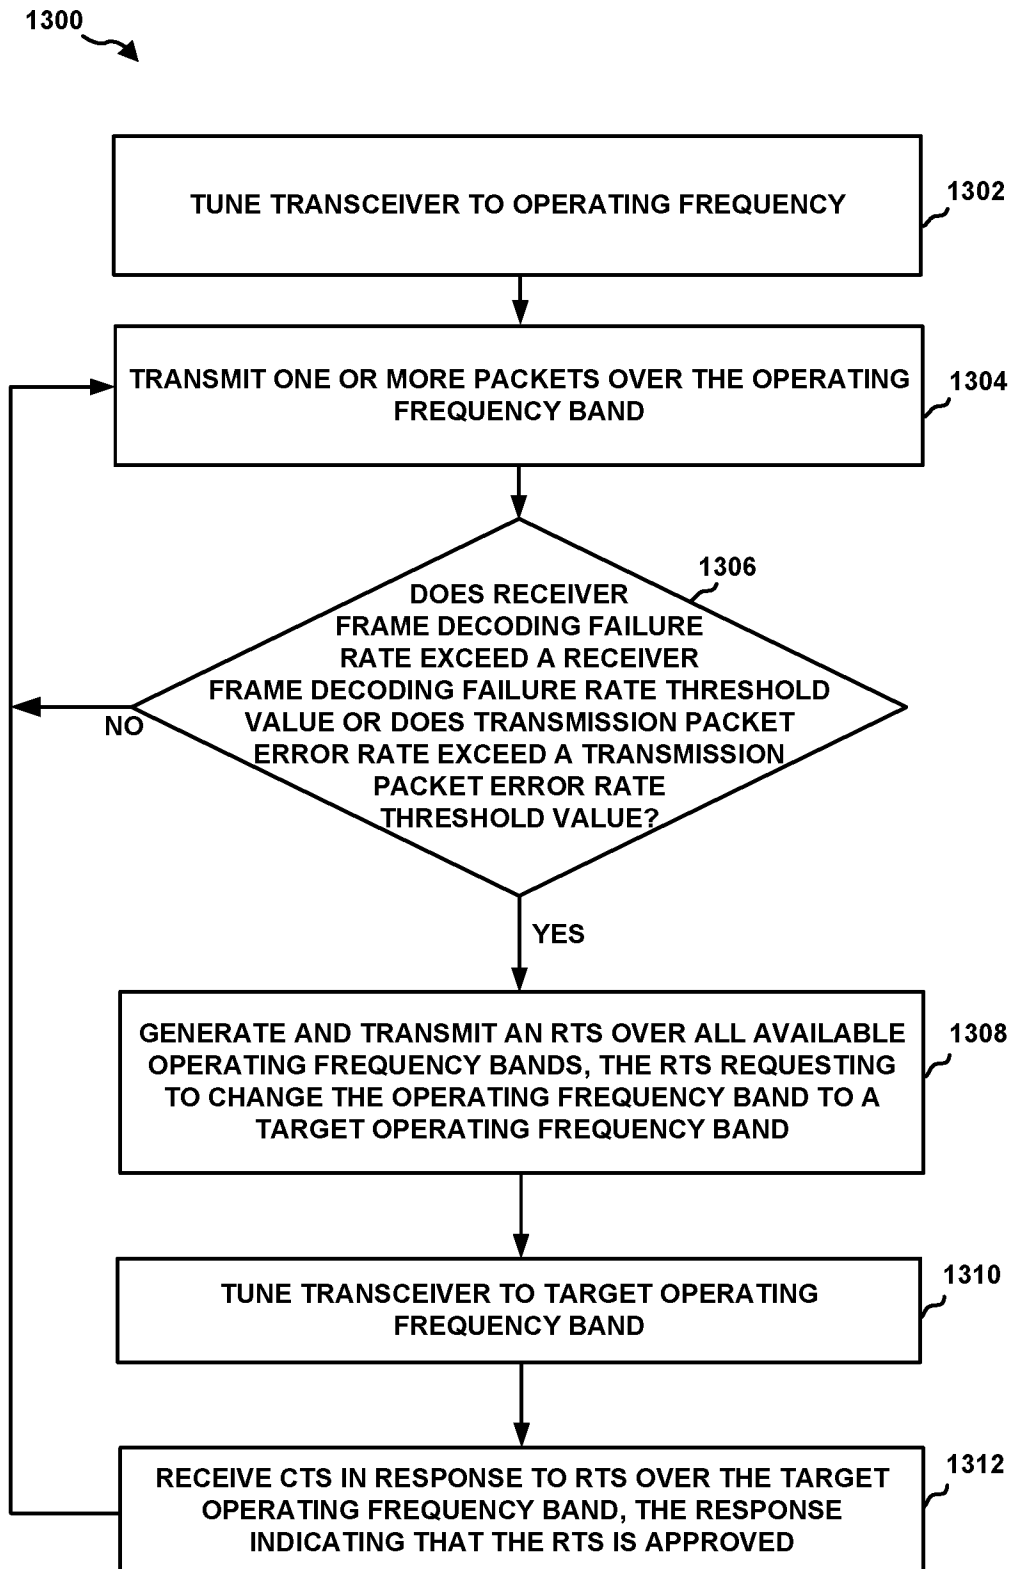 1300
TUNE TRANSCEIVER TO OPERATING FREQUENCY
1302
TRANSMIT ONE OR MORE PACKETS OVER THE OPERATING
FREQUENCY BAND
1304
1306
DOES RECEIVER
FRAME DECODING FAILURE
RATE EXCEED A RECEIVER
FRAME DECODING FAILURE RATE THRESHOLD
VALUE OR DOES TRANSMISSION PACKET
ERROR RATE EXCEED A TRANSMISSION
PACKET ERROR RATE
THRESHOLD VALUE?
NO
YES
GENERATE AND TRANSMIT AN RTS OVER ALL AVAILABLE
OPERATING FREQUENCY BANDS, THE RTS REQUESTING
TO CHANGE THE OPERATING FREQUENCY BAND TO A
TARGET OPERATING FREQUENCY BAND
1308
TUNE TRANSCEIVER TO TARGET OPERATING
FREQUENCY BAND
1310
RECEIVE CTS IN RESPONSE TO RTS OVER THE TARGET
OPERATING FREQUENCY BAND, THE RESPONSE
INDICATING THAT THE RTS IS APPROVED
1312